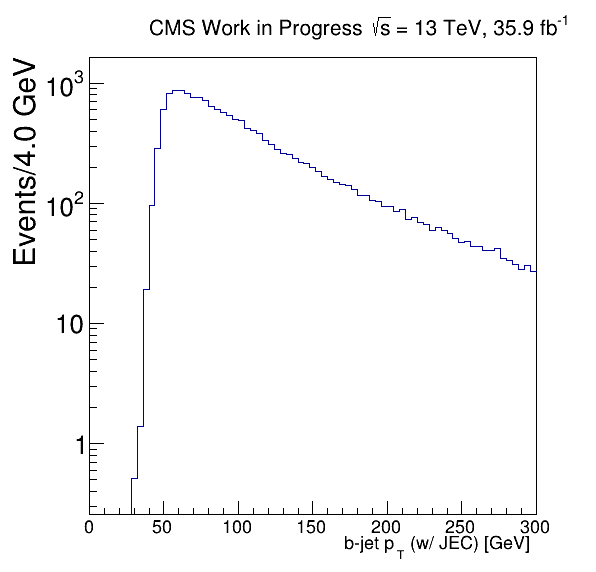 CMS Work in Progress √s = 13 TeV, 35.9 fb⁻¹
Events/4.0 GeV
10³
10²
10
1
0 50 100 150 200 250 300
b-jet p_T (w/ JEC) [GeV]